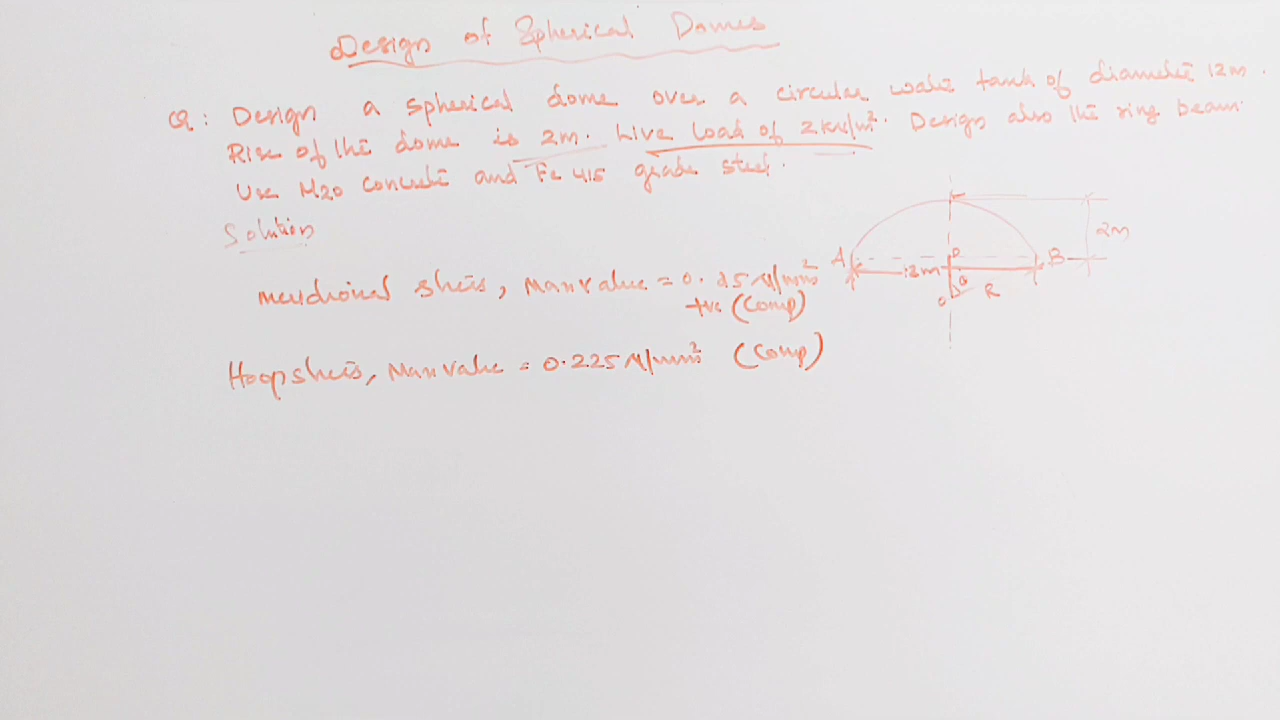 Design of Spherical Domes
Q: Design a spherical dome over a circular water tank of diameter 12m.
Rise of the dome is 2m. Live load of 2kN/m². Design also the ring beam.
Use M20 concrete and Fe 415 grade steel.
Solution
2m
A 12m P B
O θ R
meridional stress, Max value = 0. N/mm²
+ve (comp)
Hoop stress, Max value = 0.225 N/mm² (comp)